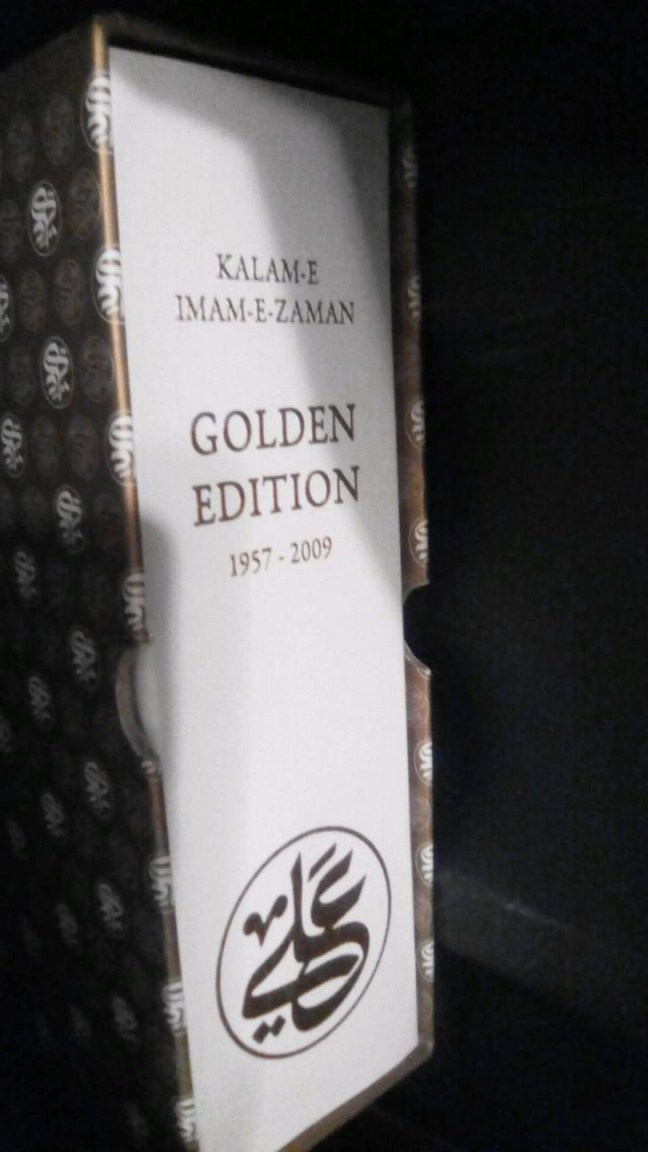 KALAM-E
IMAM-E-ZAMAN
GOLDEN
EDITION
1957 - 2009
علي